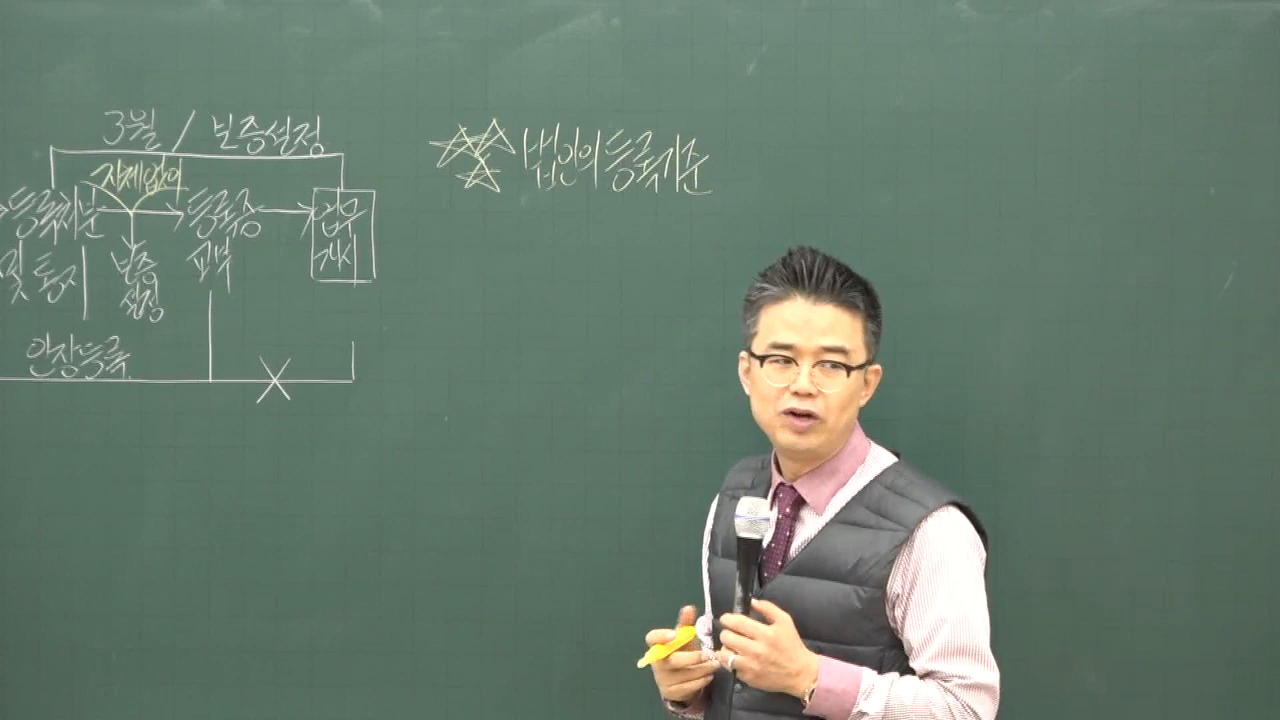 3월 / 보증설정
지체없이
등록처분 → 등록증 → 업무
및 통지 보증 교부 개시
설정
인장등록
X
법인의 등록기준